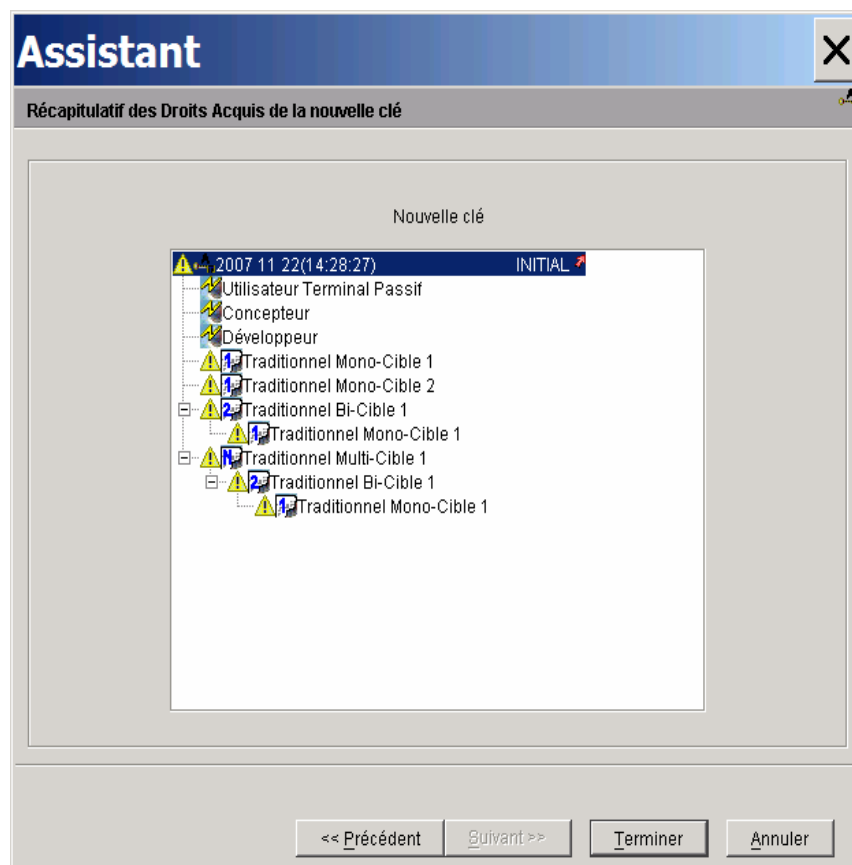 Assistant
Récapitulatif des Droits Acquis de la nouvelle clé
Nouvelle clé
2007 11 22(14:28:27) INITIAL
Utilisateur Terminal Passif
Concepteur
Développeur
Traditionnel Mono-Cible 1
Traditionnel Mono-Cible 2
Traditionnel Bi-Cible 1
Traditionnel Mono-Cible 1
Traditionnel Multi-Cible 1
Traditionnel Bi-Cible 1
Traditionnel Mono-Cible 1
<< Précédent Suivant >> Terminer Annuler